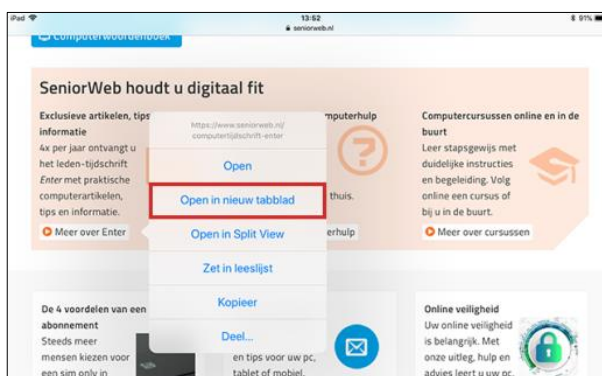 iPad
13:52
91%
seniorweb.nl
Computerwoordenboek
SeniorWeb houdt u digitaal fit
Exclusieve artikelen, tips
informatie
4x per jaar ontvangt u
het leden-tijdschrift
Enter met praktische
computerartikelen,
tips en informatie.
Meer over Enter
https://www.seniorweb.nl/
computertijdschrift-enter
Open
Open in nieuw tabblad
Open in Split View
Zet in leeslijst
Kopieer
Deel...
mputerhulp
thuis.
erhulp
Computercursussen online en in de
buurt
Leer stapsgewijs met
duidelijke instructies
en begeleiding. Volg
online een cursus of
bij u in de buurt.
Meer over cursussen
De 4 voordelen van een
abonnement
Steeds meer
mensen kiezen voor
een sim only in
en tips voor uw pc,
tablet of mobiel.
Online veiligheid
Uw online veiligheid
is belangrijk. Met
onze uitleg, hulp en
advies leert u uw pc,